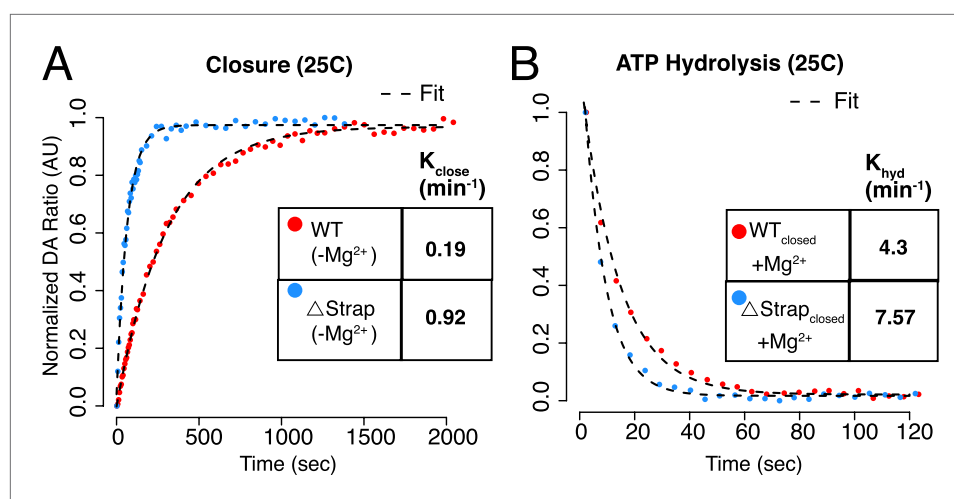 A
Closure (25C)
Fit
Normalized DA Ratio (AU)
0.0 0.2 0.4 0.6 0.8 1.0
K close
(min-1)
WT
(-Mg2+)
0.19
△Strap
(-Mg2+)
0.92
0 500 1000 1500 2000
Time (sec)
B
ATP Hydrolysis (25C)
Fit
0.0 0.2 0.4 0.6 0.8 1.0
K hyd
(min-1)
WT closed
+Mg2+
4.3
△Strap closed
+Mg2+
7.57
0 20 40 60 80 100 120
Time (sec)